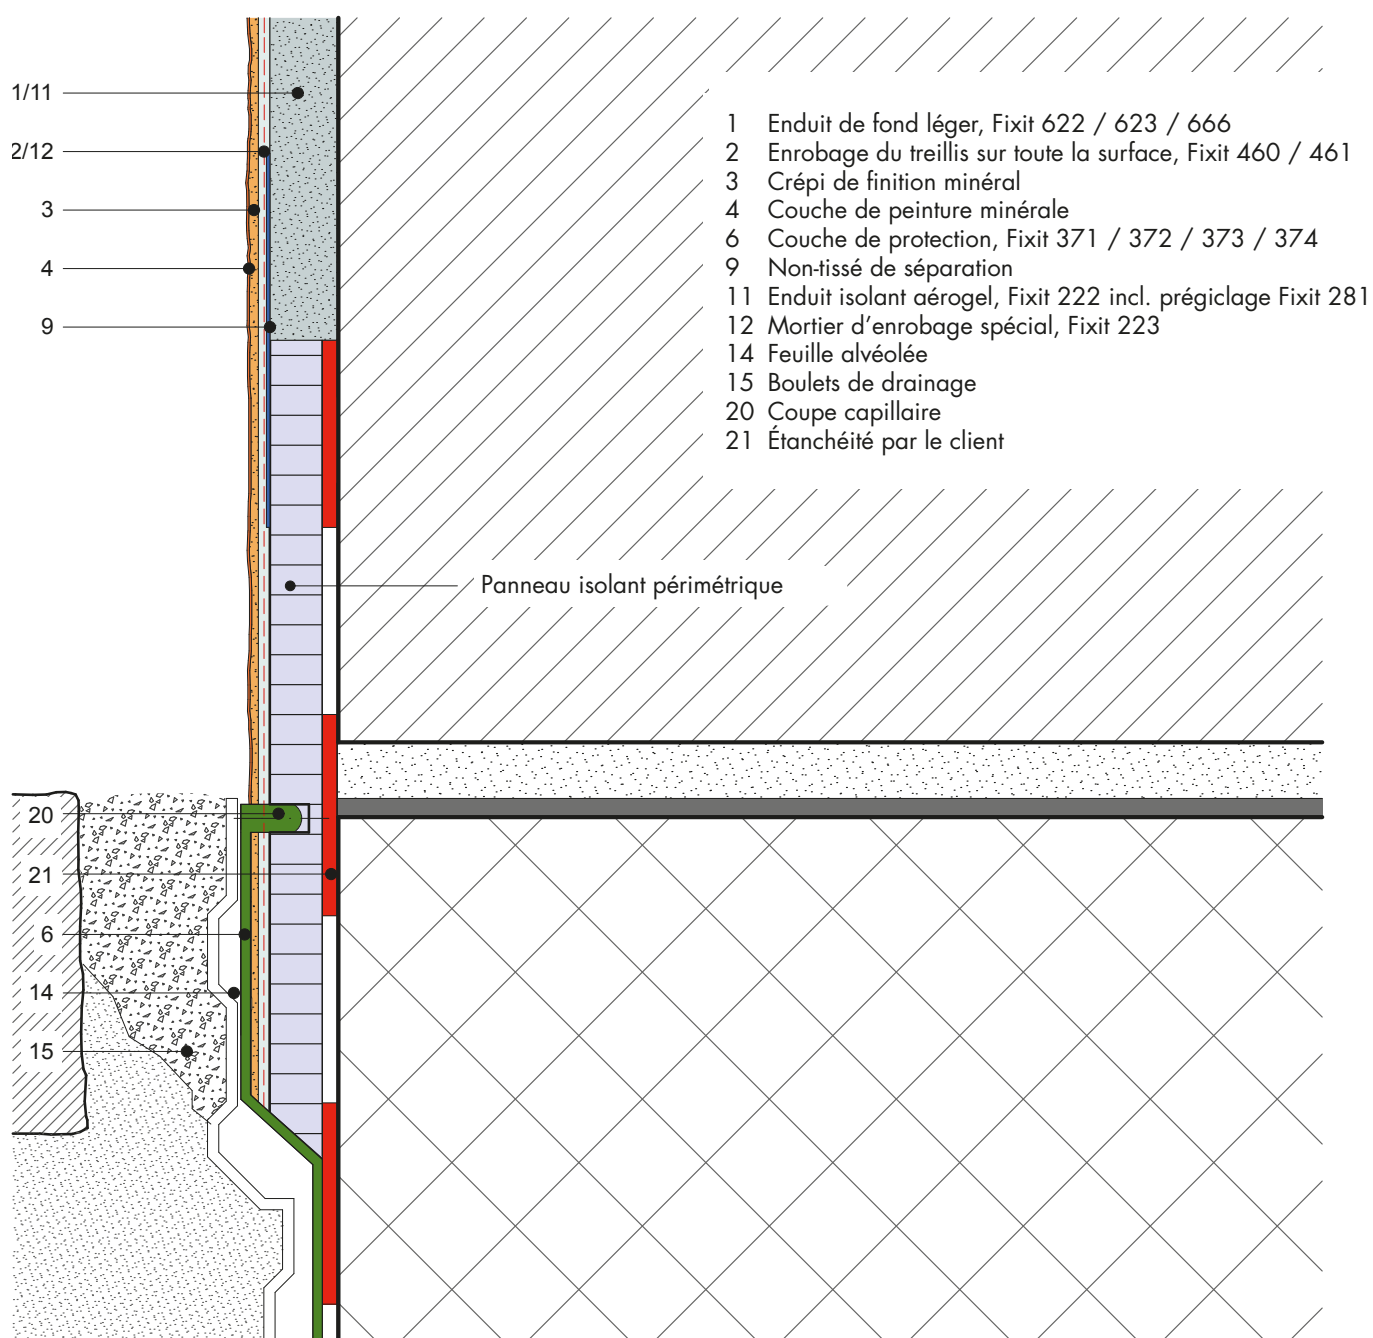 1/11
2/12
3
4
9
1 Enduit de fond léger, Fixit 622 / 623 / 666
2 Enrobage du treillis sur toute la surface, Fixit 460 / 461
3 Crépi de finition minéral
4 Couche de peinture minérale
6 Couche de protection, Fixit 371 / 372 / 373 / 374
9 Non-tissé de séparation
11 Enduit isolant aérogel, Fixit 222 incl. prégiclage Fixit 281
12 Mortier d'enrobage spécial, Fixit 223
14 Feuille alvéolée
15 Boulets de drainage
20 Coupe capillaire
21 Étanchéité par le client
Panneau isolant périmétrique
20
21
6
14
15